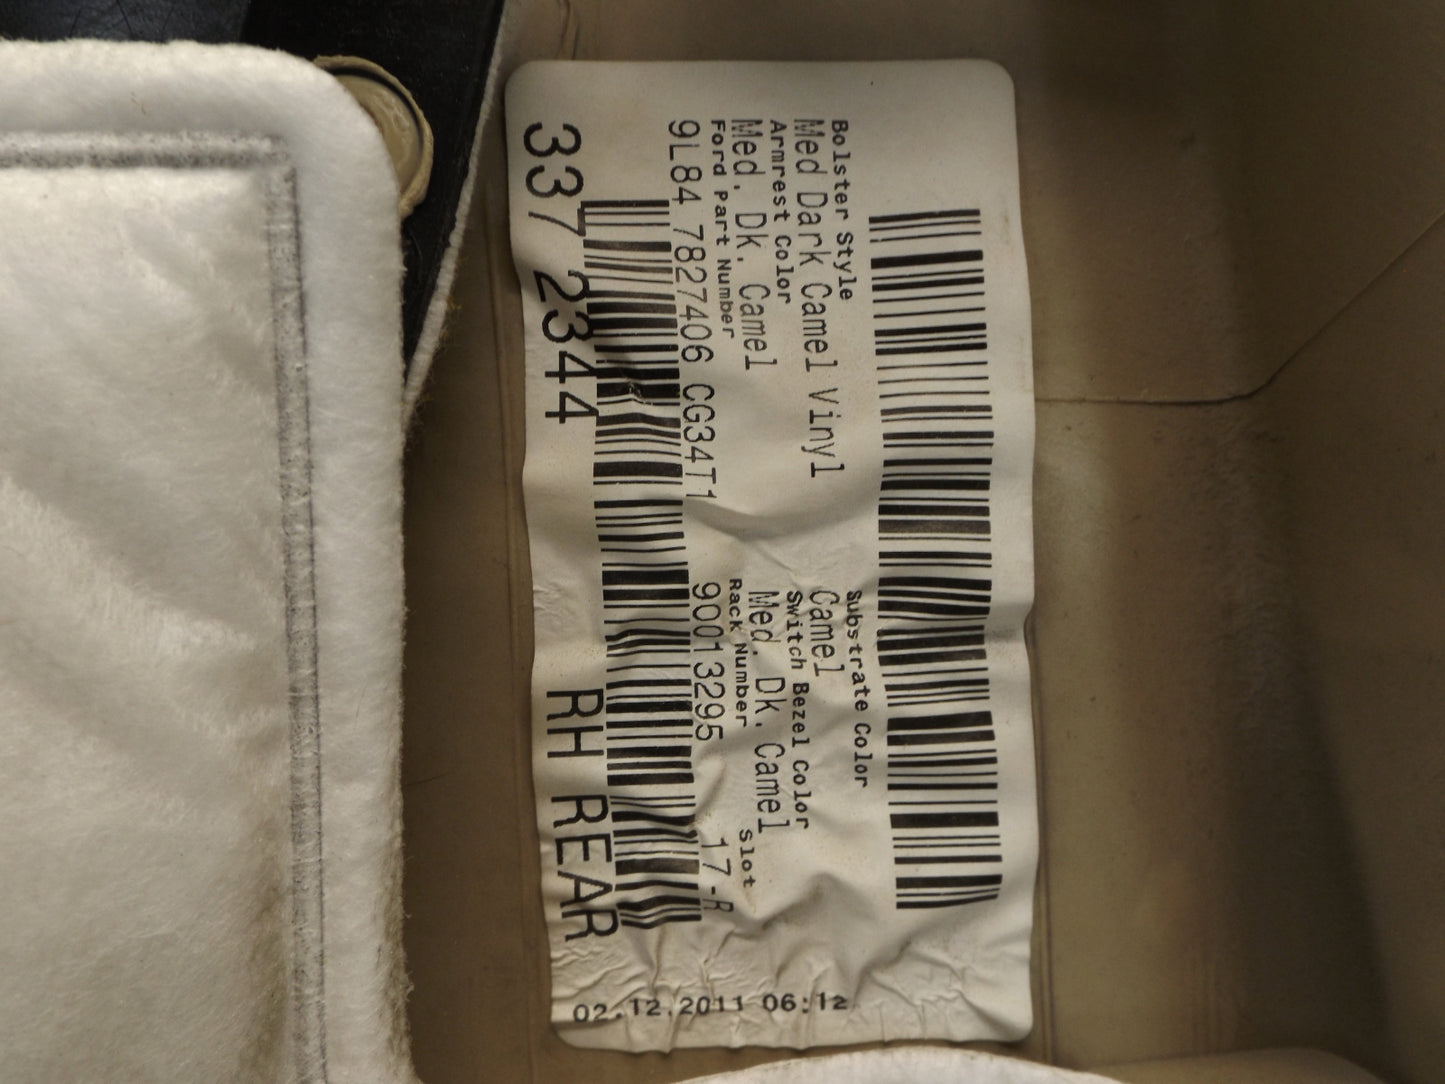 Bolster Style
Med Dark Camel Vinyl
Substrate Color
Camel
Armrest Color
Med. Dk. Camel
Switch Bezel Color
Med. Dk. Camel
Ford Part Number
9L84 7827406 CG34T1
Rack Number
90013295
Slot
17-R
337 2344
RH REAR
02.12.2011 06:12